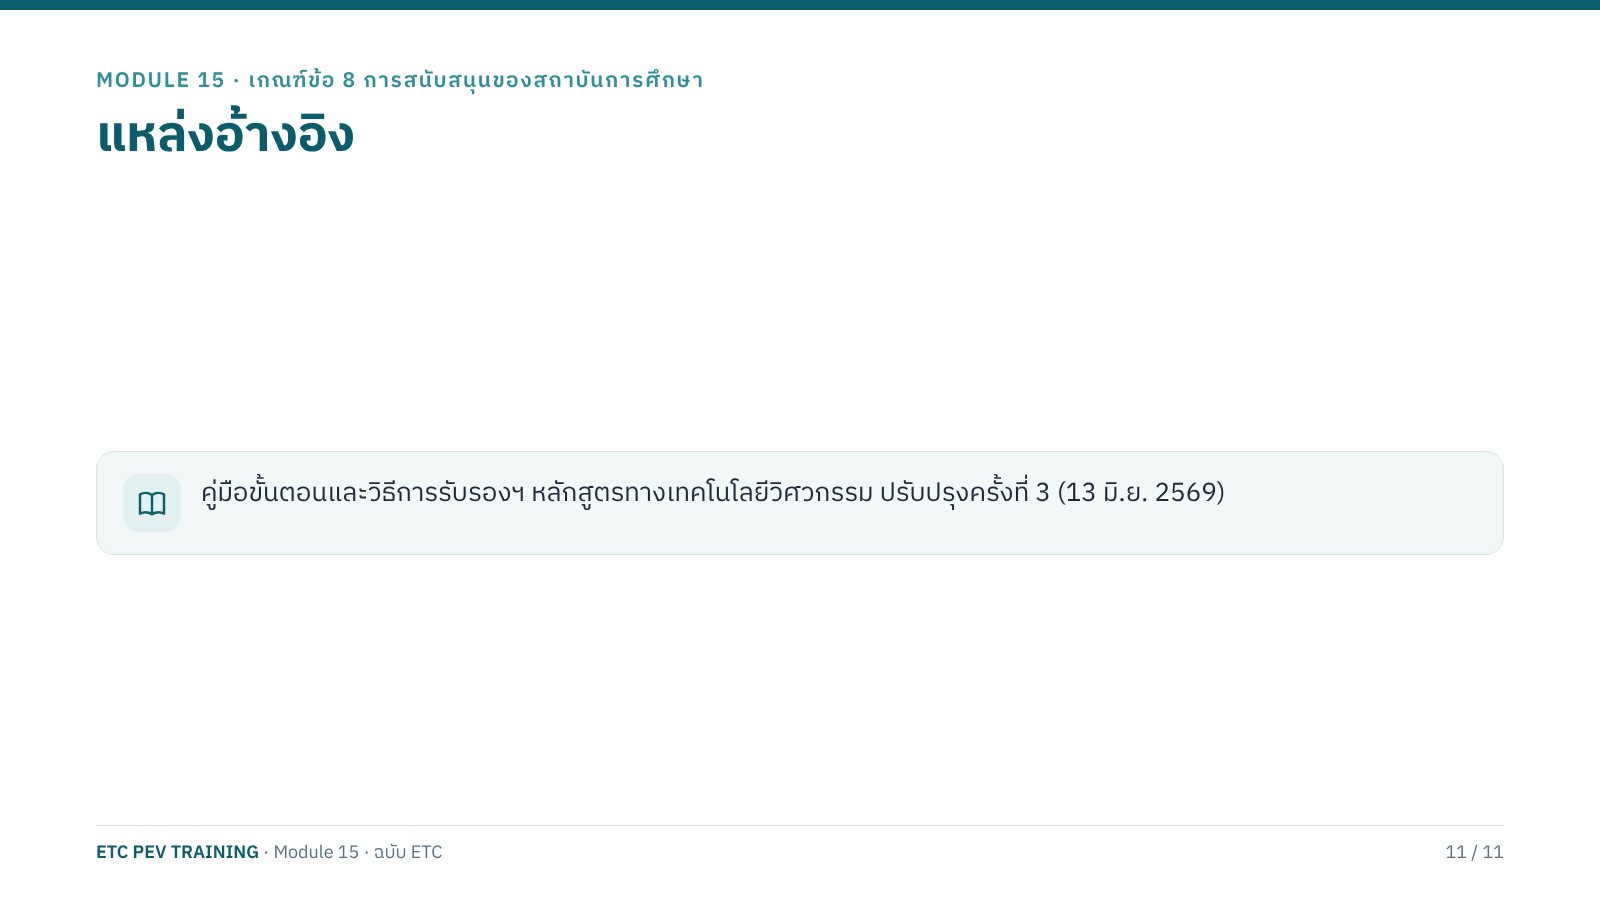 MODULE 15 · เกณฑ์ข้อ 8 การสนับสนุนของสถาบันการศึกษา
แหล่งอ้างอิง
คู่มือขั้นตอนและวิธีการรับรองฯ หลักสูตรทางเทคโนโลยีวิศวกรรม ปรับปรุงครั้งที่ 3 (13 มิ.ย. 2569)
ETC PEV TRAINING · Module 15 · ฉบับ ETC
11 / 11